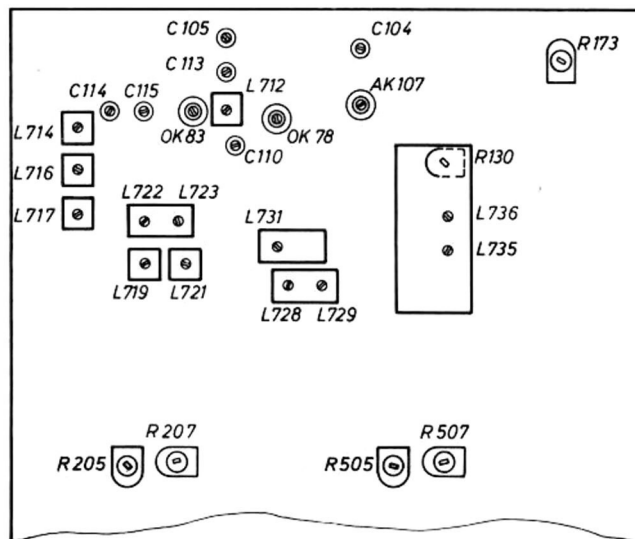 C105
C104
R173
C113
L712
AK107
C114
C115
L714
OK83
OK78
C110
R130
L716
L722
L723
L717
L731
L736
L735
L719
L721
L728
L729
R207
R507
R205
R505